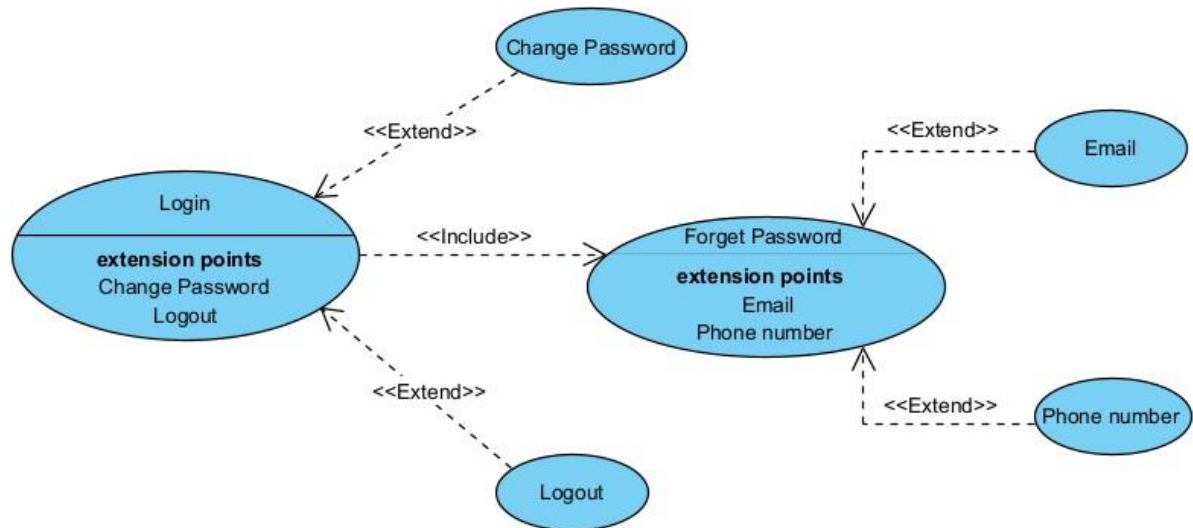 Change Password
<<Extend>>
<<Extend>>
Email
Login
<<Include>>
Forget Password
extension points
Change Password
Logout
extension points
Email
Phone number
<<Extend>>
<<Extend>>
Phone number
Logout